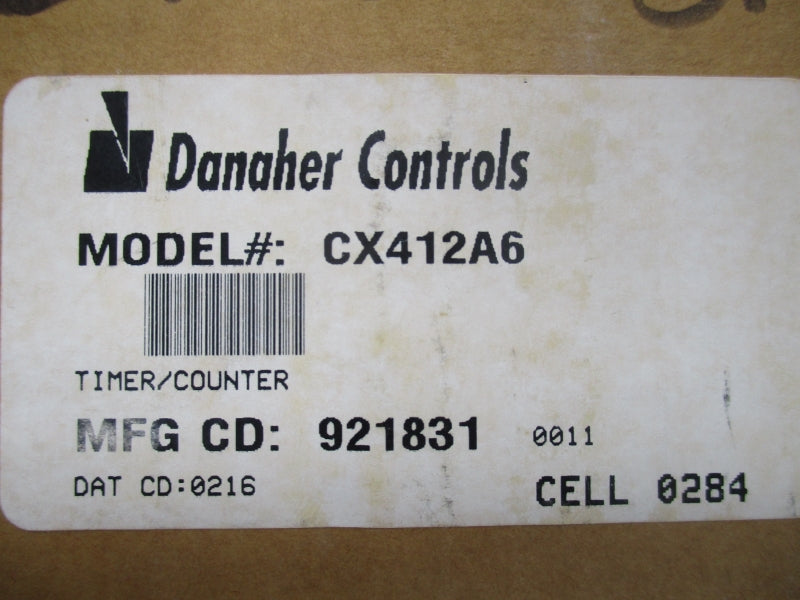 Danaher Controls
MODEL#: CX412A6
TIMER/COUNTER
MFG CD: 921831 0011
DAT CD:0216
CELL 0284